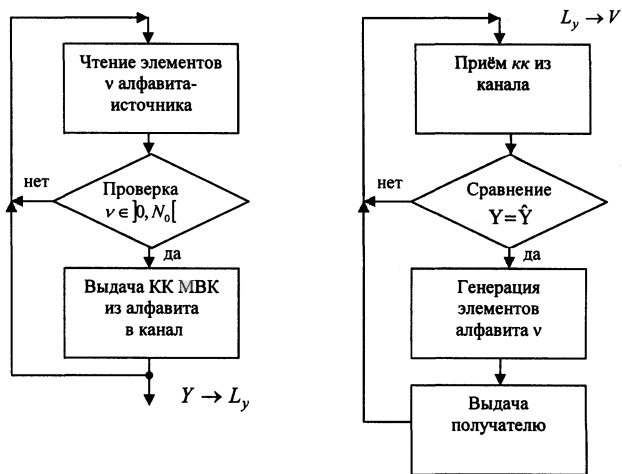 Чтение элементов
ν алфавита-
источника
нет
Проверка
ν ∈ ]0, N₀[
да
Выдача КК МВК
из алфавита
в канал
Y → L_y
L_y → V
Приём кк из
канала
нет
Сравнение
Y=Ŷ
да
Генерация
элементов
алфавита ν
Выдача
получателю